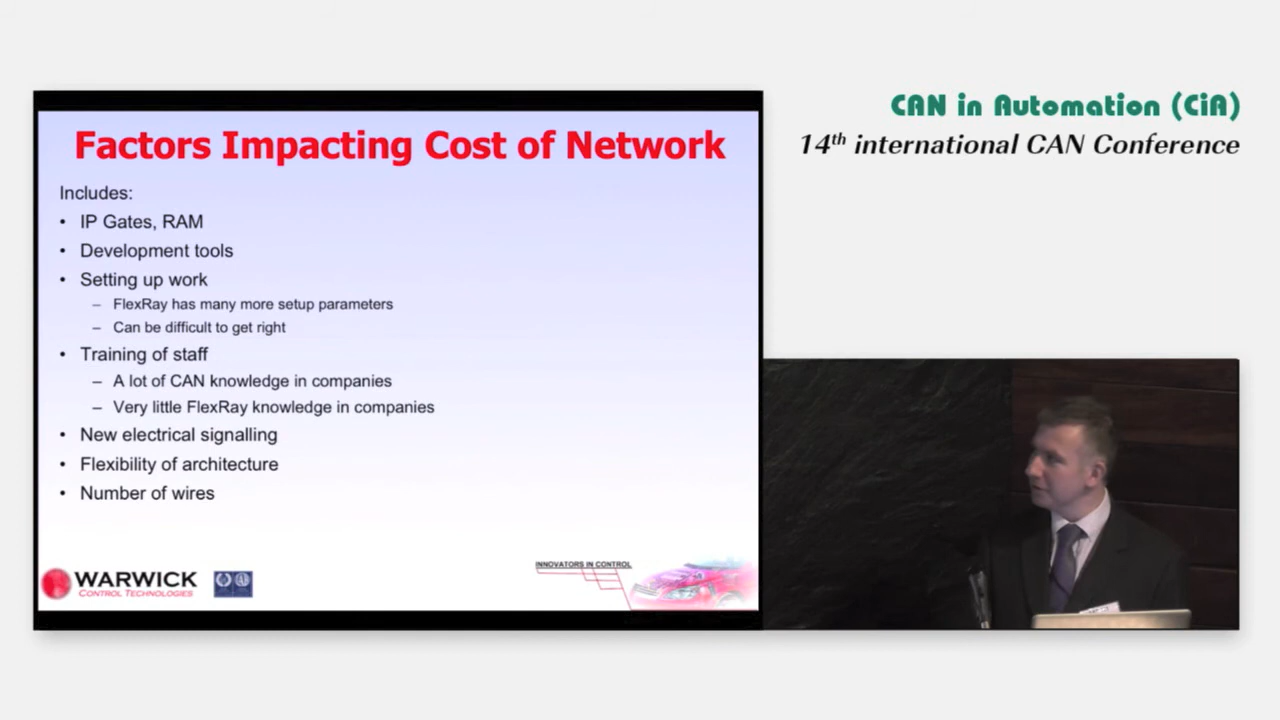 CAN in Automation (CiA)
14th international CAN Conference
Factors Impacting Cost of Network
Includes:
• IP Gates, RAM
• Development tools
• Setting up work
– FlexRay has many more setup parameters
– Can be difficult to get right
• Training of staff
– A lot of CAN knowledge in companies
– Very little FlexRay knowledge in companies
• New electrical signalling
• Flexibility of architecture
• Number of wires
WARWICK
CONTROL TECHNOLOGIES
INNOVATORS IN CONTROL